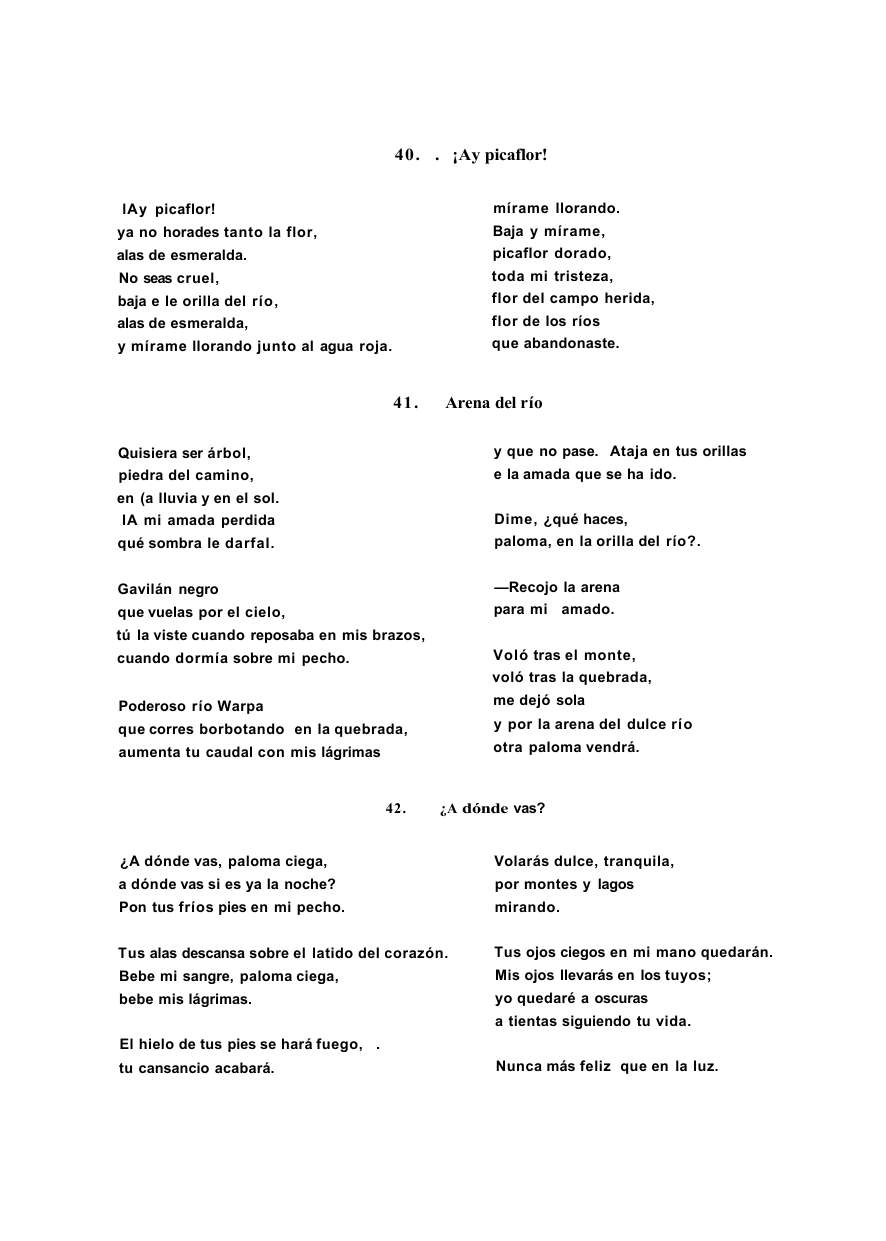 40. . ¡Ay picaflor!
lAy picaflor!
ya no horades tanto la flor,
alas de esmeralda.
No seas cruel,
baja e le orilla del río,
alas de esmeralda,
y mírame llorando junto al agua roja.
mírame llorando.
Baja y mírame,
picaflor dorado,
toda mi tristeza,
flor del campo herida,
flor de los ríos
que abandonaste.
41. Arena del río
Quisiera ser árbol,
piedra del camino,
en (a lluvia y en el sol.
lA mi amada perdida
qué sombra le darfal.
Gavilán negro
que vuelas por el cielo,
tú la viste cuando reposaba en mis brazos,
cuando dormía sobre mi pecho.
Poderoso río Warpa
que corres borbotando en la quebrada,
aumenta tu caudal con mis lágrimas
y que no pase. Ataja en tus orillas
e la amada que se ha ido.
Dime, ¿qué haces,
paloma, en la orilla del río?.
—Recojo la arena
para mi amado.
Voló tras el monte,
voló tras la quebrada,
me dejó sola
y por la arena del dulce río
otra paloma vendrá.
42. ¿A dónde vas?
¿A dónde vas, paloma ciega,
a dónde vas si es ya la noche?
Pon tus fríos pies en mi pecho.
Tus alas descansa sobre el latido del corazón.
Bebe mi sangre, paloma ciega,
bebe mis lágrimas.
El hielo de tus pies se hará fuego, .
tu cansancio acabará.
Volarás dulce, tranquila,
por montes y lagos
mirando.
Tus ojos ciegos en mi mano quedarán.
Mis ojos llevarás en los tuyos;
yo quedaré a oscuras
a tientas siguiendo tu vida.
Nunca más feliz que en la luz.